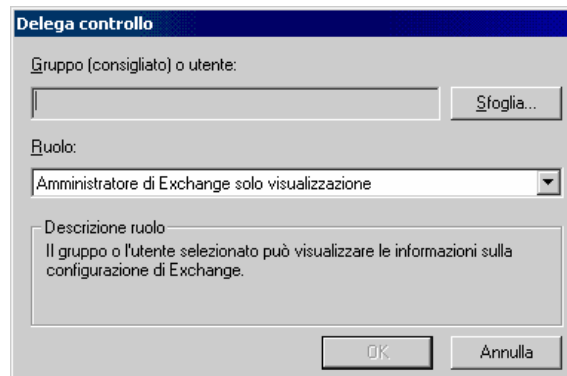 Delega controllo
Gruppo (consigliato) o utente:
Sfoglia...
Ruolo:
Amministratore di Exchange solo visualizzazione
Descrizione ruolo
Il gruppo o l'utente selezionato può visualizzare le informazioni sulla
configurazione di Exchange.
OK
Annulla